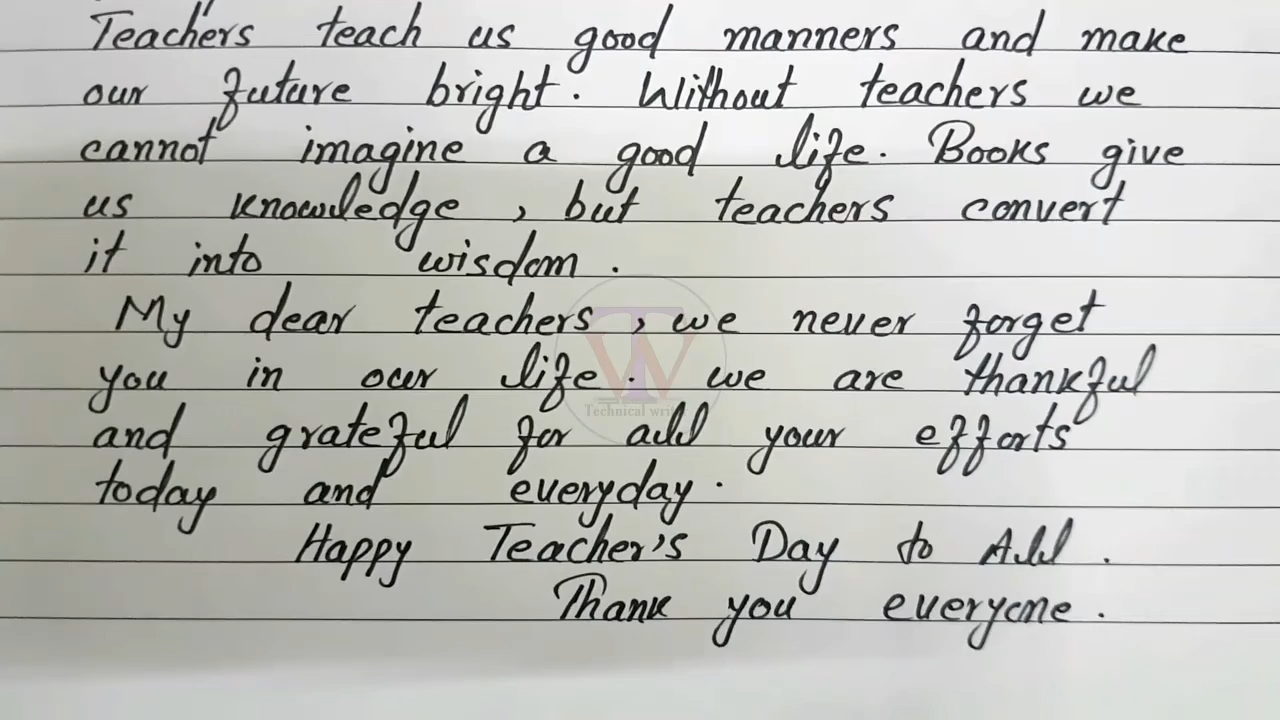 Teachers teach us good manners and make
our future bright. Without teachers we
cannot imagine a good life. Books give
us knowledge, but teachers convert
it into wisdom.
My dear teachers, we never forget
you in our life. we are thankful
and grateful for all your efforts
today and everyday.
Happy Teacher's Day to All.
Thank you everyone.
TW
Technical